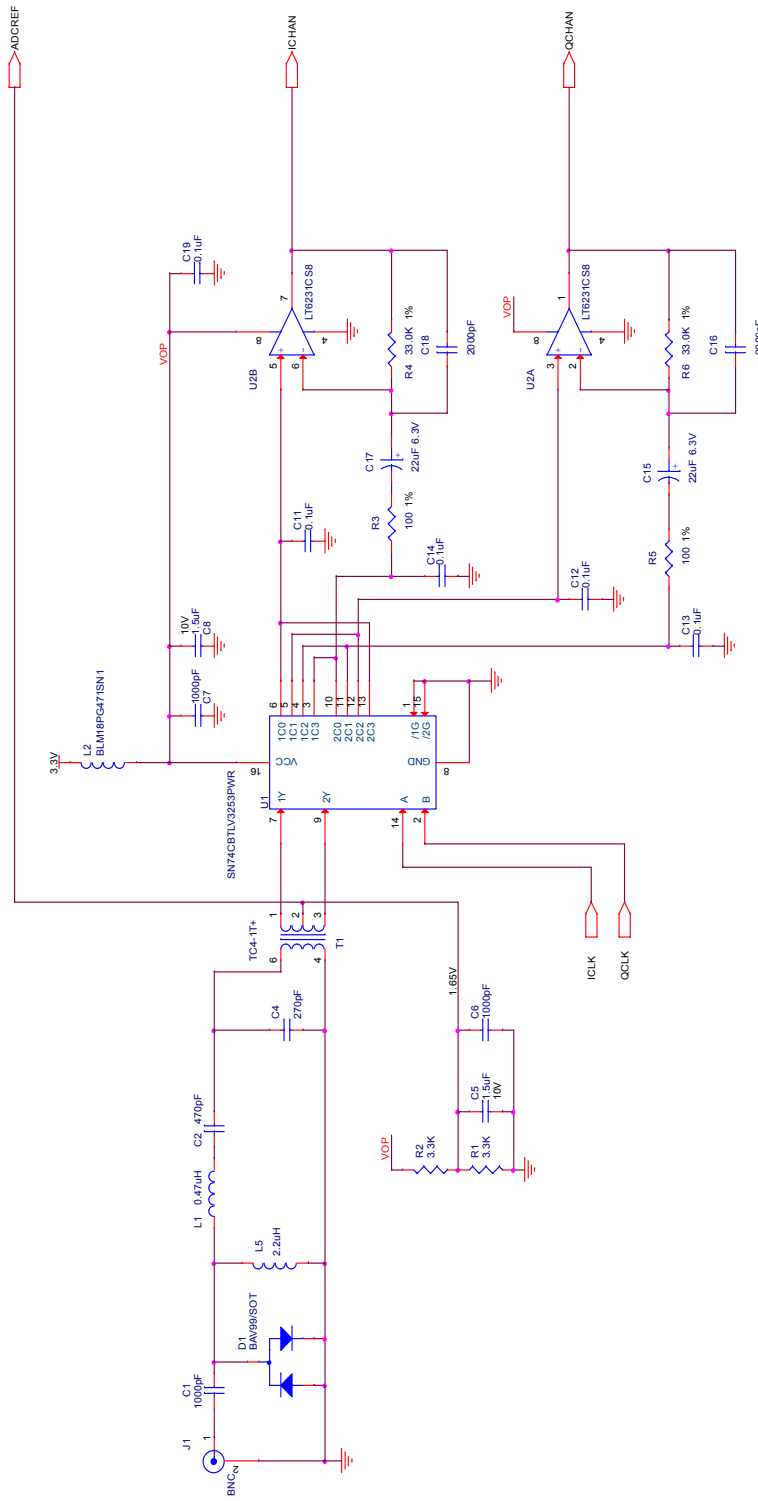 ADCREF
ICHAN
QCHAN
C19
0.1uF
VOP
8
7
LT6231CS8
5
+
6
-
4
U2B
R4
33.0K 1%
C18
2000pF
VOP
8
1
LT6231CS8
3
+
2
-
4
U2A
R6
33.0K 1%
C16
C17
22uF 6.3V
+
R3
100 1%
C15
22uF 6.3V
+
R5
100 1%
C11
0.1uF
C14
0.1uF
C12
0.1uF
C13
0.1uF
10V
1.5uF
C8
1000pF
C7
3.3V
L2
BLM18PG471SN1
SN74CBTLV3253PWR
U1
16
VCC
6
5
4
3
1C0
1C1
1C2
1C3
10
11
12
13
2C0
2C1
2C2
2C3
1
15
/1G
/2G
GND
8
7
1Y
9
2Y
14
A
2
B
TC4-1T+
T1
1
2
3
6
4
ICLK
QCLK
C4
270pF
C2
470pF
L1
0.47uH
L5
2.2uH
D1
BAV99/SOT
C1
1000pF
J1
1
BNC
2
1.65V
C6
1000pF
C5
1.5uF
10V
VOP
R2
3.3K
R1
3.3K